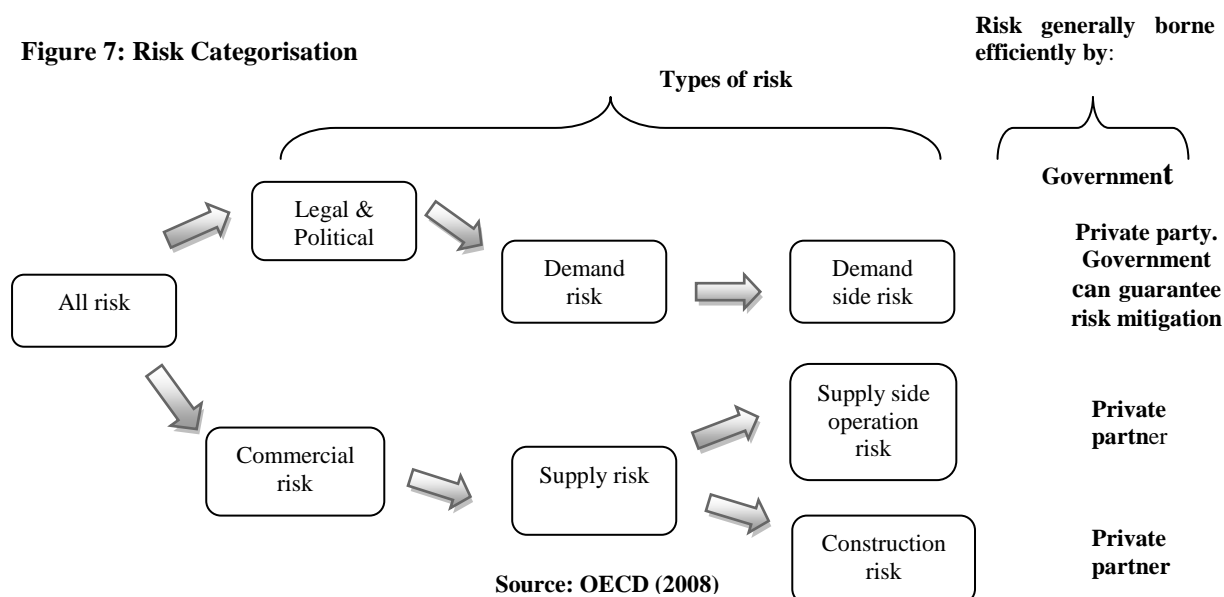 Risk generally borne
efficiently by:
Figure 7: Risk Categorisation
Types of risk
Government
Legal &
Political
Private party.
Government
can guarantee
risk mitigation
Demand
risk
Demand
side risk
All risk
Supply side
operation
risk
Private
partner
Commercial
risk
Supply risk
Construction
risk
Private
partner
Source: OECD (2008)